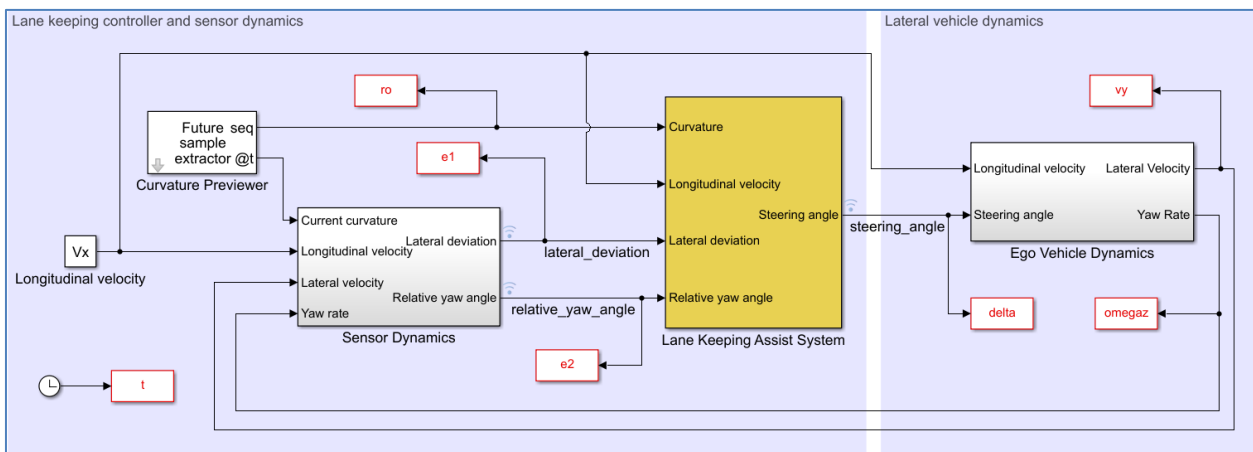 Lane keeping controller and sensor dynamics
Lateral vehicle dynamics
ro
vy
Future seq
sample
extractor @t
Curvature Previewer
e1
Curvature
Longitudinal velocity
Steering angle
Lateral deviation
Relative yaw angle
Lane Keeping Assist System
Longitudinal velocity
Lateral Velocity
Steering angle
Yaw Rate
Ego Vehicle Dynamics
steering_angle
Current curvature
Lateral deviation
Longitudinal velocity
Lateral velocity
Relative yaw angle
Yaw rate
Sensor Dynamics
lateral_deviation
relative_yaw_angle
Vx
Longitudinal velocity
delta
omegaz
e2
t